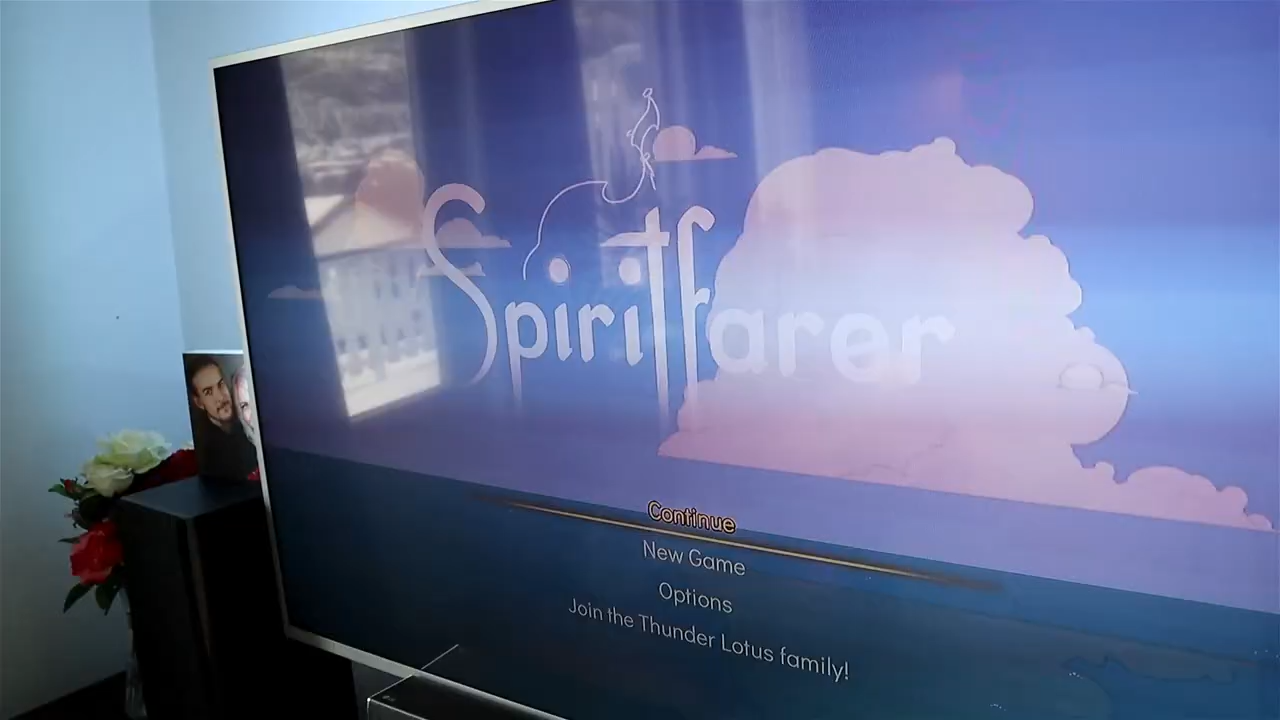 Spiritfarer
Continue
New Game
Options
Join the Thunder Lotus family!